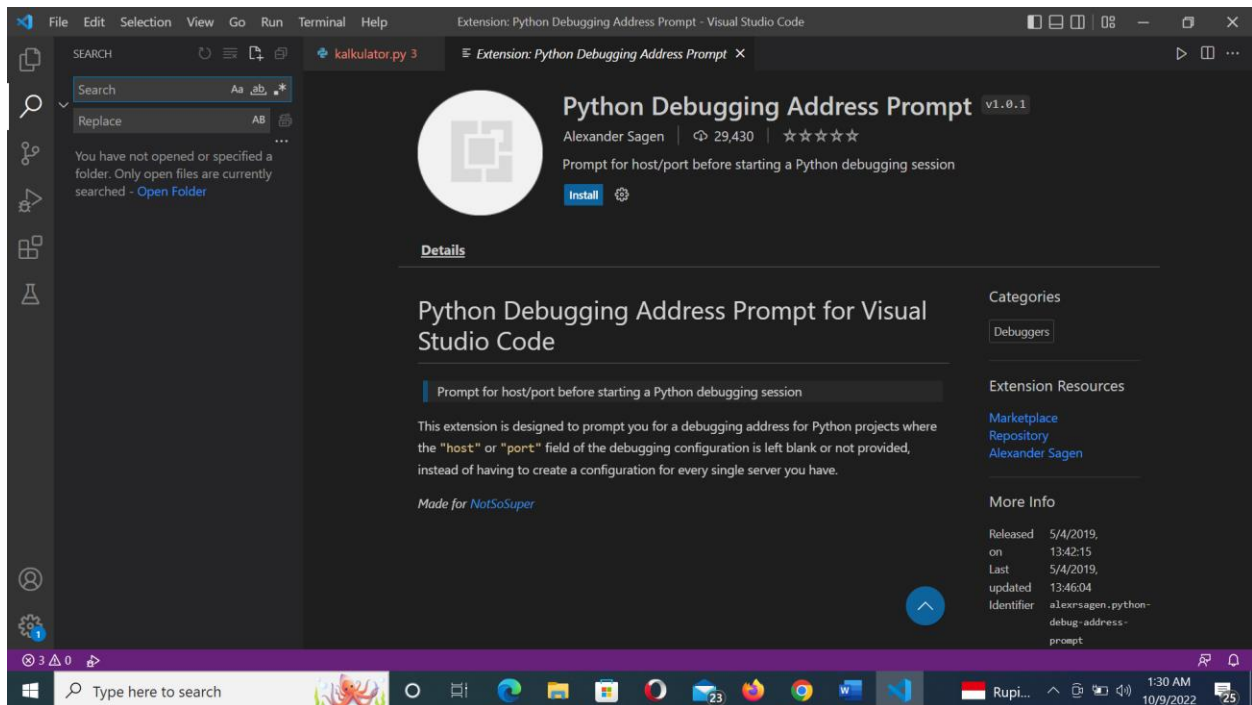 File Edit Selection View Go Run Terminal Help
Extension: Python Debugging Address Prompt - Visual Studio Code
SEARCH
kalkulator.py 3
Extension: Python Debugging Address Prompt
Search
Aa ab
Replace
AB
You have not opened or specified a
folder. Only open files are currently
searched - Open Folder
Python Debugging Address Prompt v1.0.1
Alexander Sagen 29,430
Prompt for host/port before starting a Python debugging session
Install
Details
Python Debugging Address Prompt for Visual
Studio Code
Prompt for host/port before starting a Python debugging session
This extension is designed to prompt you for a debugging address for Python projects where
the "host" or "port" field of the debugging configuration is left blank or not provided,
instead of having to create a configuration for every single server you have.
Made for NotSoSuper
Categories
Debuggers
Extension Resources
Marketplace
Repository
Alexander Sagen
More Info
Released on 5/4/2019, 13:42:15
Last updated 5/4/2019, 13:46:04
Identifier alexrsagen.python-
debug-address-
prompt
1
3 0
Type here to search
23
Rupi...
1:30 AM
10/9/2022
25